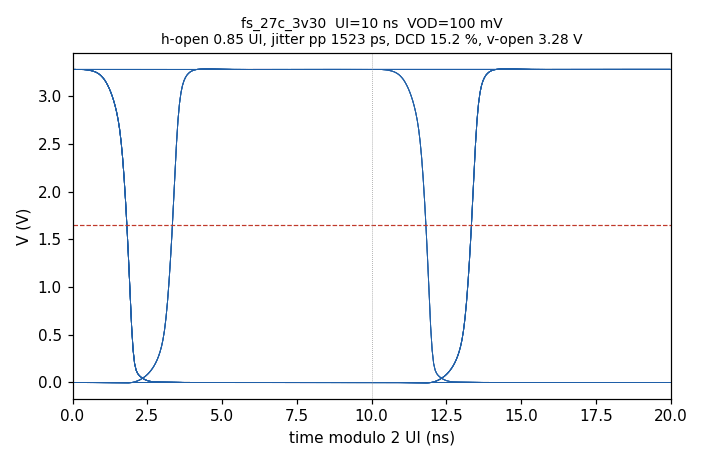 fs_27c_3v30  UI=10 ns  VOD=100 mV
h-open 0.85 UI, jitter pp 1523 ps, DCD 15.2 %, v-open 3.28 V
V (V)
3.0
2.5
2.0
1.5
1.0
0.5
0.0
0.0 2.5 5.0 7.5 10.0 12.5 15.0 17.5 20.0
time modulo 2 UI (ns)